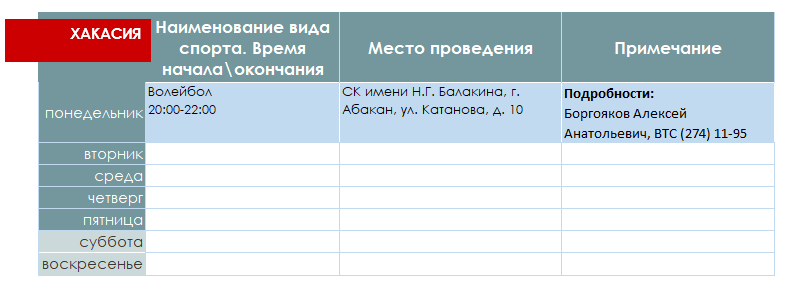 ХАКАСИЯ
Наименование вида
спорта. Время
начала\окончания
Место проведения
Примечание
понедельник
Волейбол
20:00-22:00
СК имени Н.Г. Балакина, г.
Абакан, ул. Катанова, д. 10
Подробности:
Боргояков Алексей
Анатольевич, ВТС (274) 11-95
вторник
среда
четверг
пятница
суббота
воскресенье